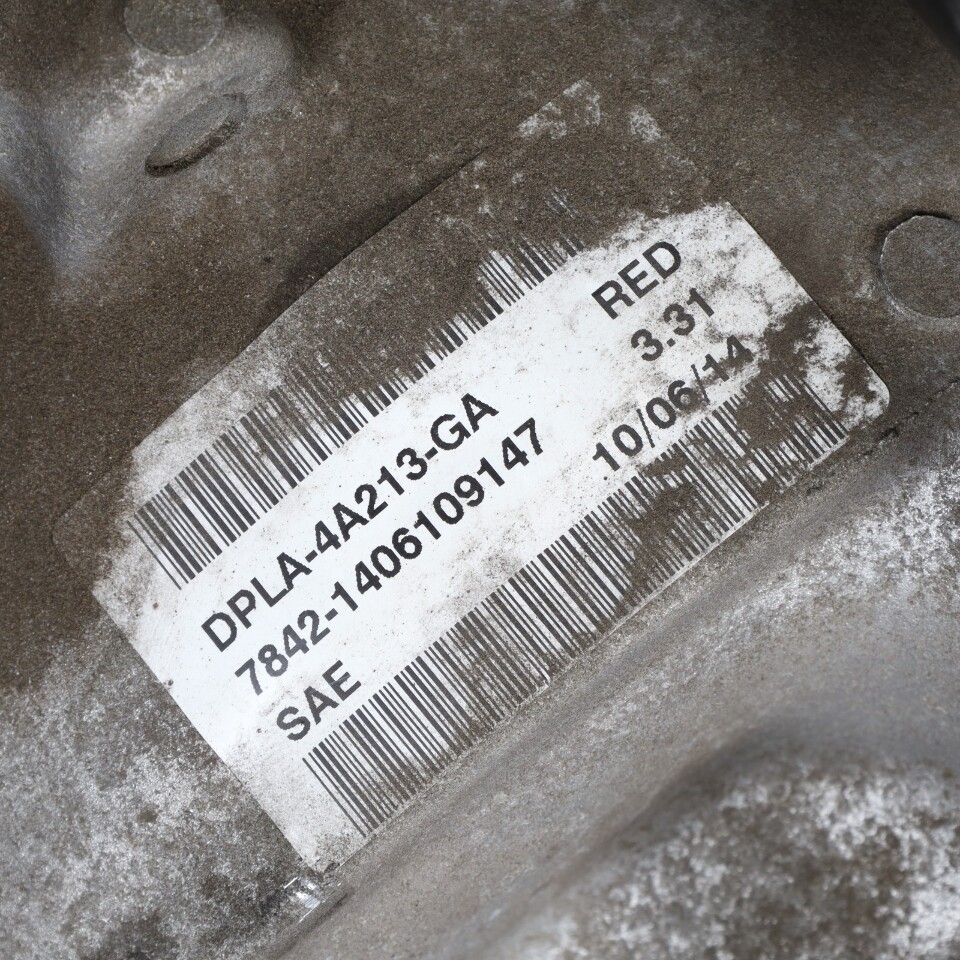 RED
3.31
10/06/14
DPLA-4A213-GA
7842-1406109147
SAE